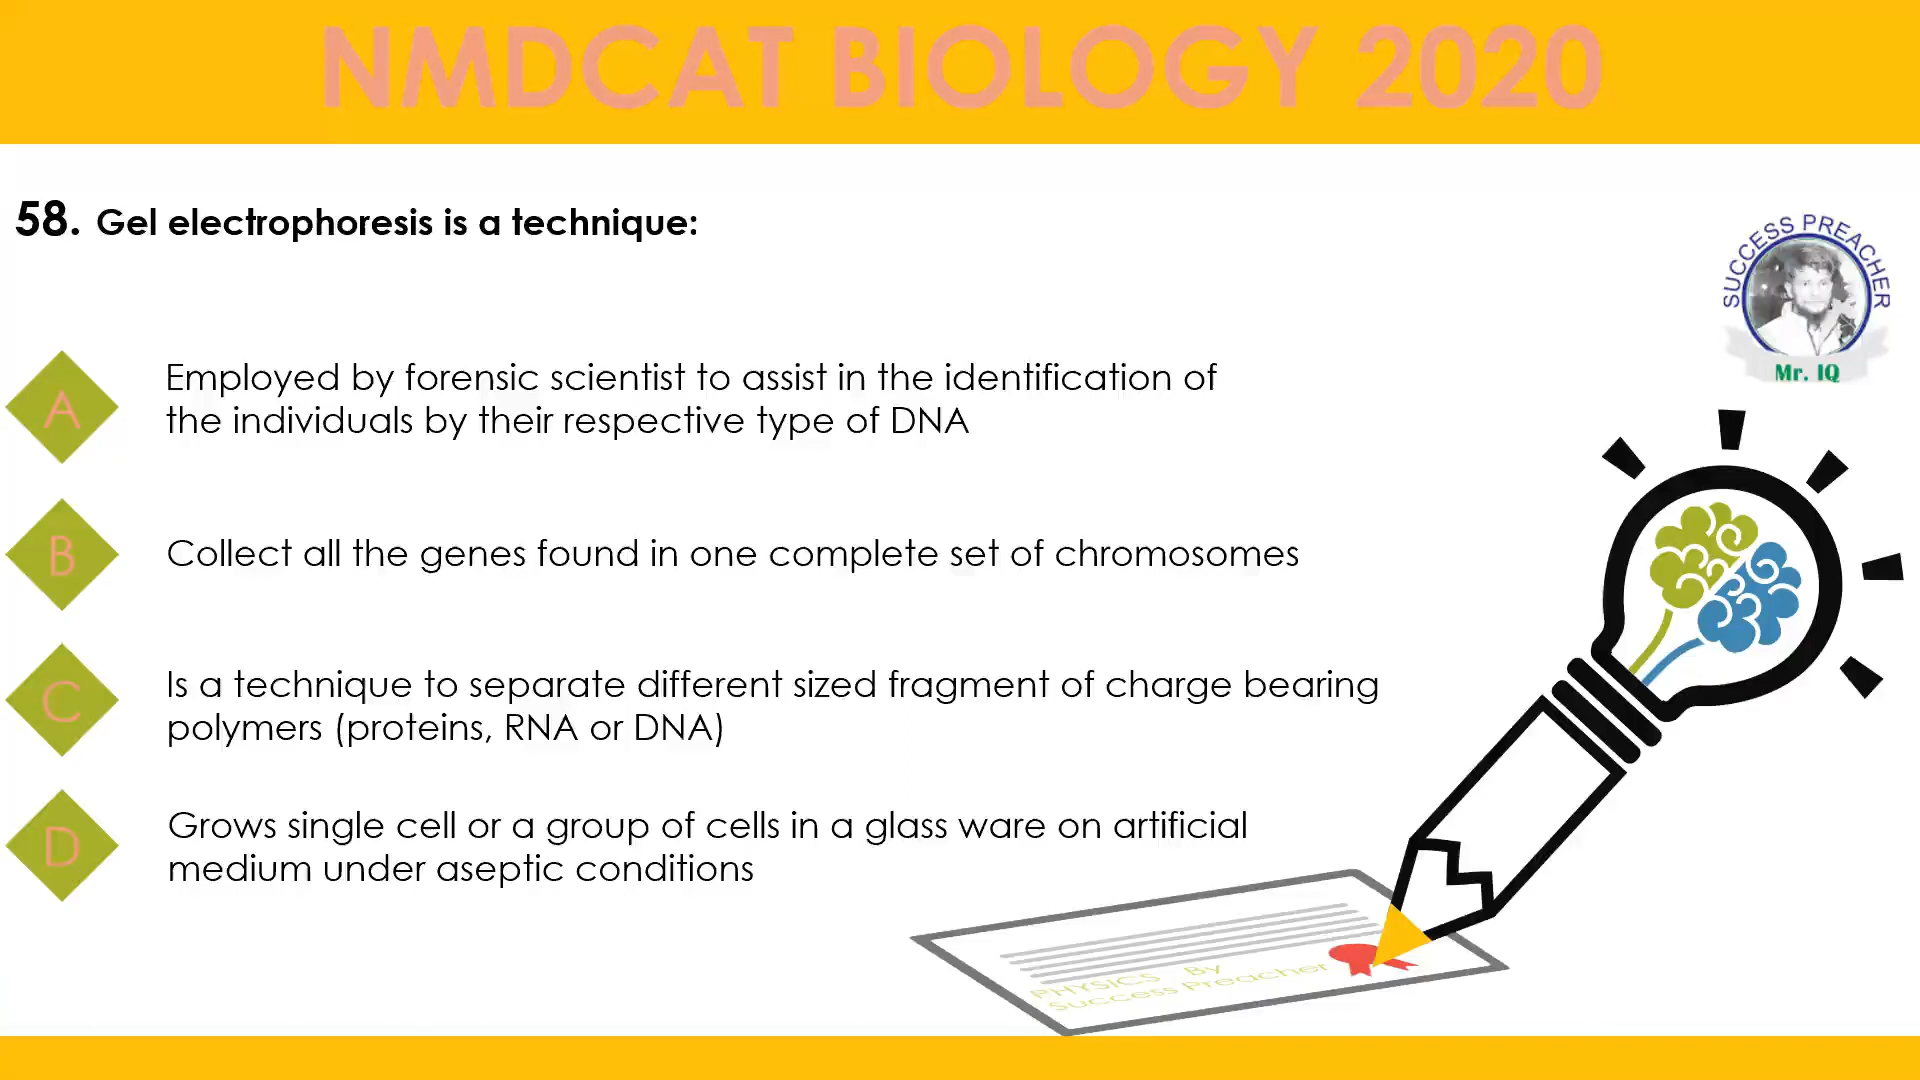 NMDCAT BIOLOGY 2020
58. Gel electrophoresis is a technique:
SUCCESS PREACHER
Mr. IQ
A
Employed by forensic scientist to assist in the identification of
the individuals by their respective type of DNA
B
Collect all the genes found in one complete set of chromosomes
C
Is a technique to separate different sized fragment of charge bearing
polymers (proteins, RNA or DNA)
D
Grows single cell or a group of cells in a glass ware on artificial
medium under aseptic conditions
PHYSICS By
Success Preacher